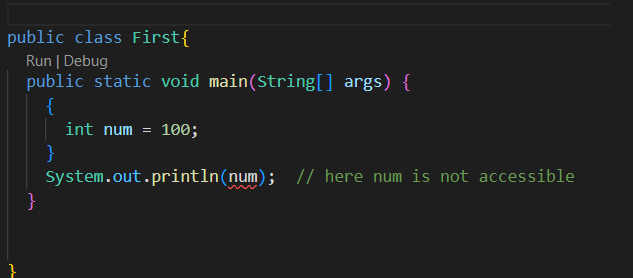 public class First{
Run | Debug
public static void main(String[] args) {
{
int num = 100;
}
System.out.println(num);  // here num is not accessible
}
}